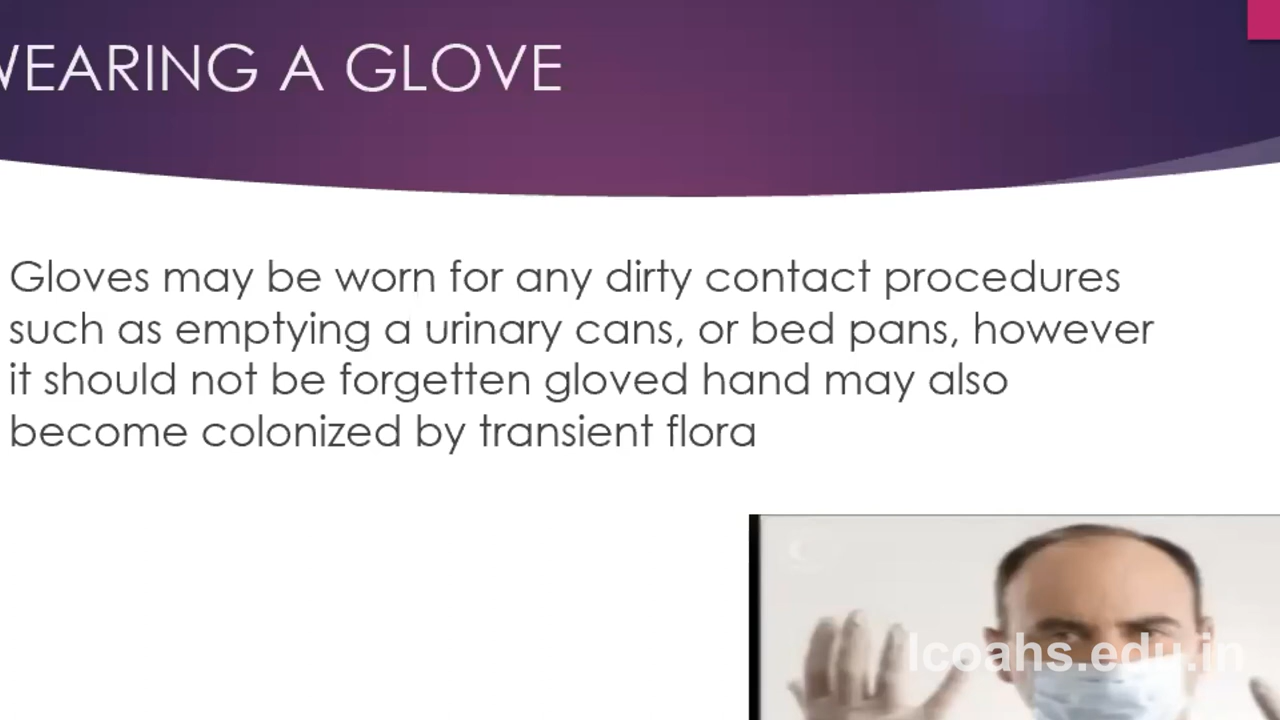 WEARING A GLOVE
Gloves may be worn for any dirty contact procedures
such as emptying a urinary cans, or bed pans, however
it should not be forgetten gloved hand may also
become colonized by transient flora
lcoahs.edu.in